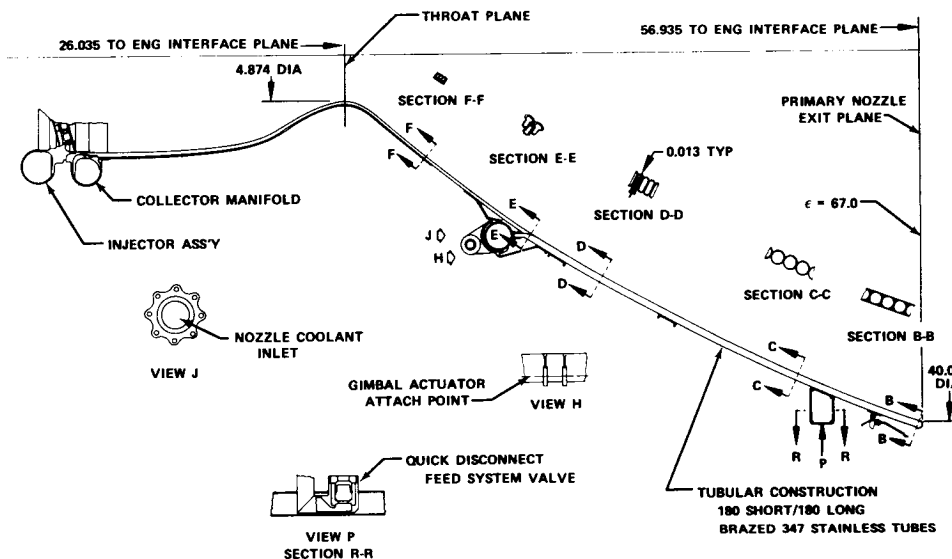 THROAT PLANE
26.035 TO ENG INTERFACE PLANE
56.935 TO ENG INTERFACE PLANE
4.874 DIA
SECTION F-F
PRIMARY NOZZLE
EXIT PLANE
F
F
SECTION E-E
0.013 TYP
COLLECTOR MANIFOLD
SECTION D-D
ε = 67.0
INJECTOR ASS'Y
E
E
J
H
D
D
SECTION C-C
SECTION B-B
NOZZLE COOLANT
INLET
VIEW J
C
C
GIMBAL ACTUATOR
ATTACH POINT
VIEW H
B
B
R
P
R
QUICK DISCONNECT
FEED SYSTEM VALVE
VIEW P
SECTION R-R
TUBULAR CONSTRUCTION
180 SHORT/180 LONG
BRAZED 347 STAINLESS TUBES